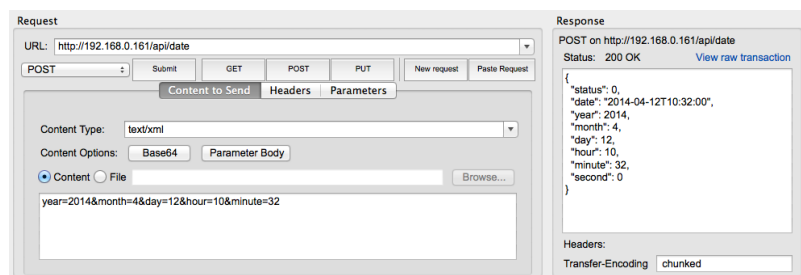 Request
URL: http://192.168.0.161/api/date
POST Submit GET POST PUT New request Paste Request
Content to Send Headers Parameters
Content Type: text/xml
Content Options: Base64 Parameter Body
Content File Browse...
year=2014&month=4&day=12&hour=10&minute=32
Response
POST on http://192.168.0.161/api/date
Status: 200 OK View raw transaction
{
"status": 0,
"date": "2014-04-12T10:32:00",
"year": 2014,
"month": 4,
"day": 12,
"hour": 10,
"minute": 32,
"second": 0
}
Headers:
Transfer-Encoding chunked